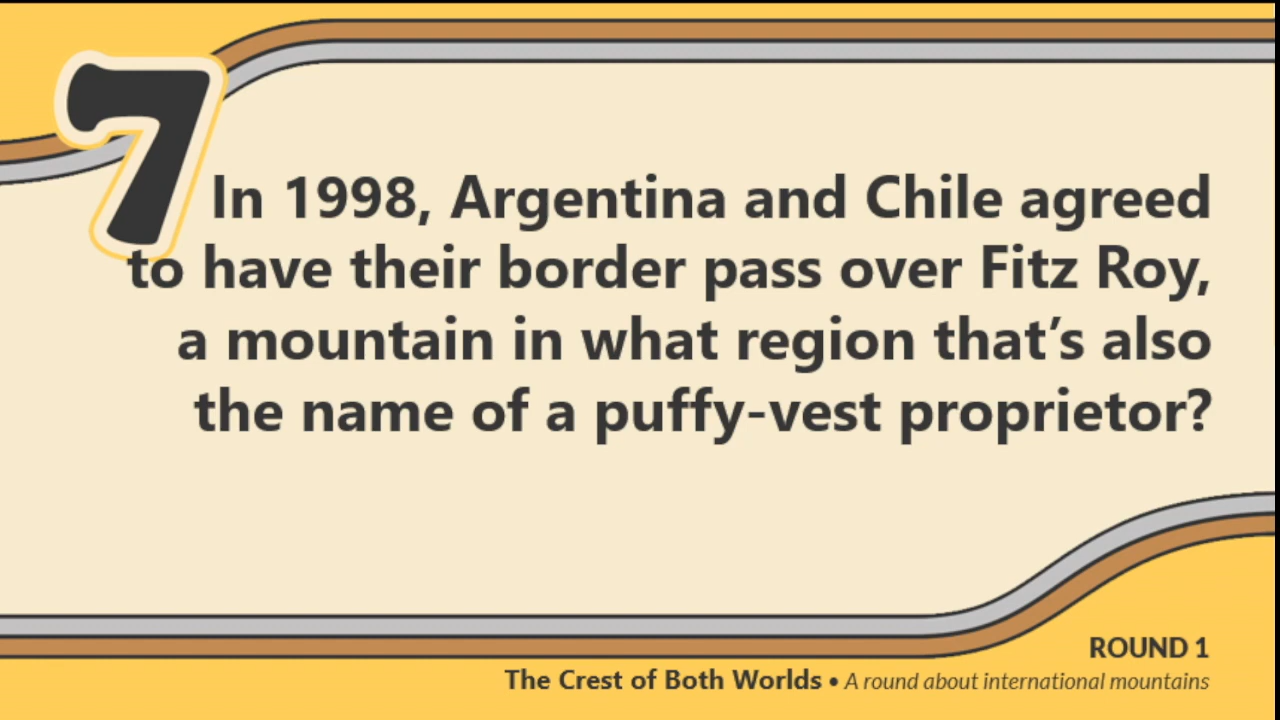 7
In 1998, Argentina and Chile agreed
to have their border pass over Fitz Roy,
a mountain in what region that’s also
the name of a puffy-vest proprietor?
ROUND 1
The Crest of Both Worlds • A round about international mountains